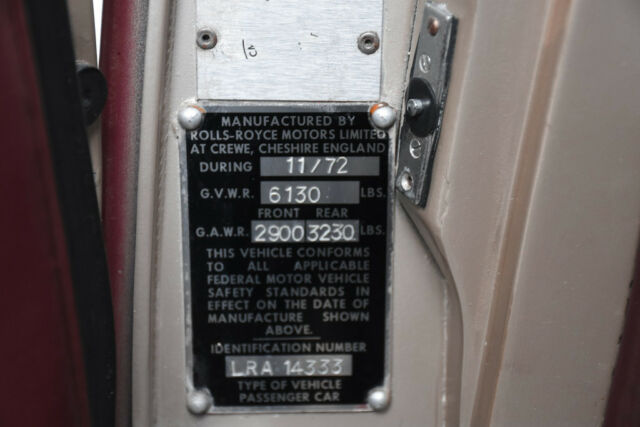 MANUFACTURED BY
ROLLS-ROYCE MOTORS LIMITED
AT CREWE, CHESHIRE ENGLAND
DURING 11/72
G.V.W.R. 6130 LBS.
FRONT REAR
G.A.W.R. 2900 3230 LBS.
THIS VEHICLE CONFORMS
TO ALL APPLICABLE
FEDERAL MOTOR VEHICLE
SAFETY STANDARDS IN
EFFECT ON THE DATE OF
MANUFACTURE SHOWN
ABOVE.
IDENTIFICATION NUMBER
LRA 14333
TYPE OF VEHICLE
PASSENGER CAR